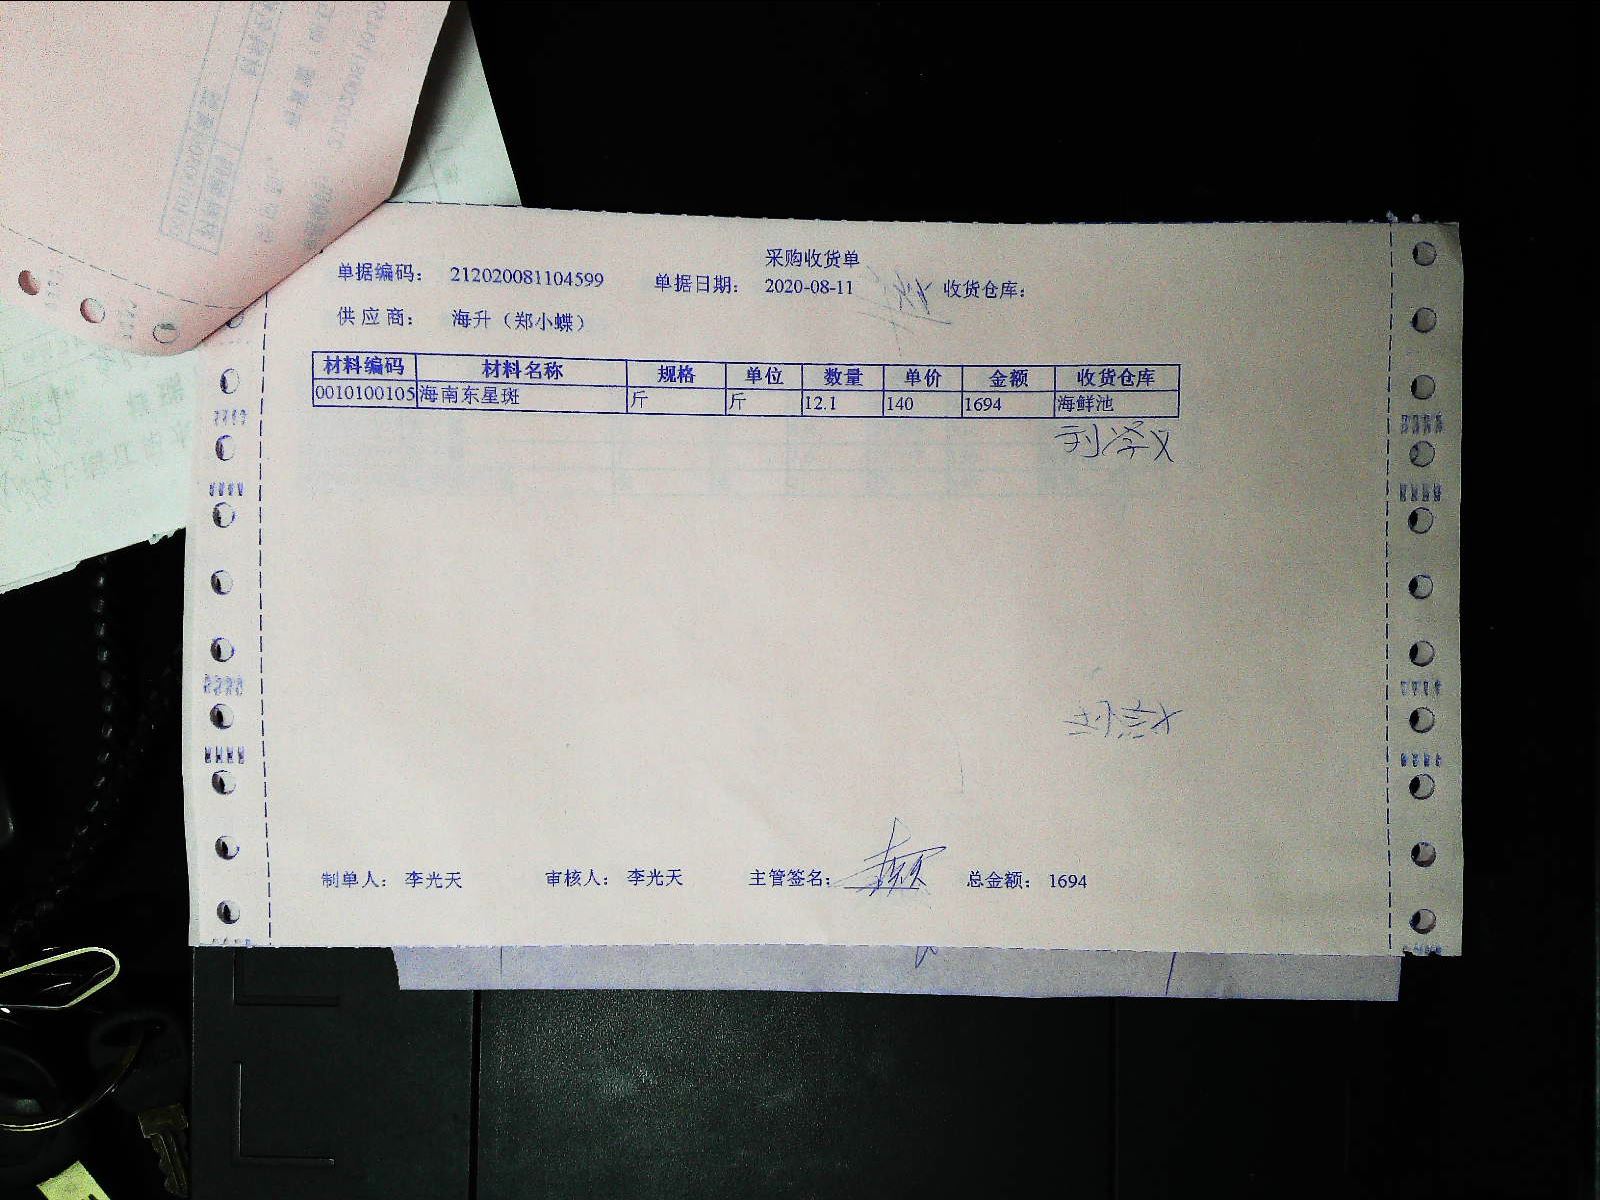 采购收货单
单据编码: 212020081104599 单据日期: 2020-08-11 收货仓库:
供应商: 海升（郑小蝶）
材料编码 材料名称 规格 单位 数量 单价 金额 收货仓库
0010100105 海南东星斑 斤 斤 12.1 140 1694 海鲜池
制单人: 李光天 审核人: 李光天 主管签名: 总金额: 1694